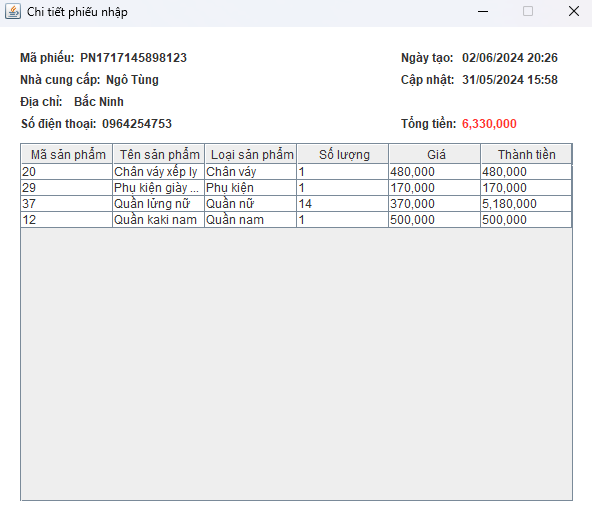 Chi tiết phiếu nhập
Mã phiếu: PN1717145898123 Ngày tạo: 02/06/2024 20:26
Nhà cung cấp: Ngô Tùng Cập nhật: 31/05/2024 15:58
Địa chỉ: Bắc Ninh
Số điện thoại: 0964254753 Tổng tiền: 6,330,000
Mã sản phẩm Tên sản phẩm Loại sản phẩm Số lượng Giá Thành tiền
20 Chân váy xếp ly Chân váy 1 480,000 480,000
29 Phụ kiện giày ... Phụ kiện 1 170,000 170,000
37 Quần lửng nữ Quần nữ 14 370,000 5,180,000
12 Quần kaki nam Quần nam 1 500,000 500,000